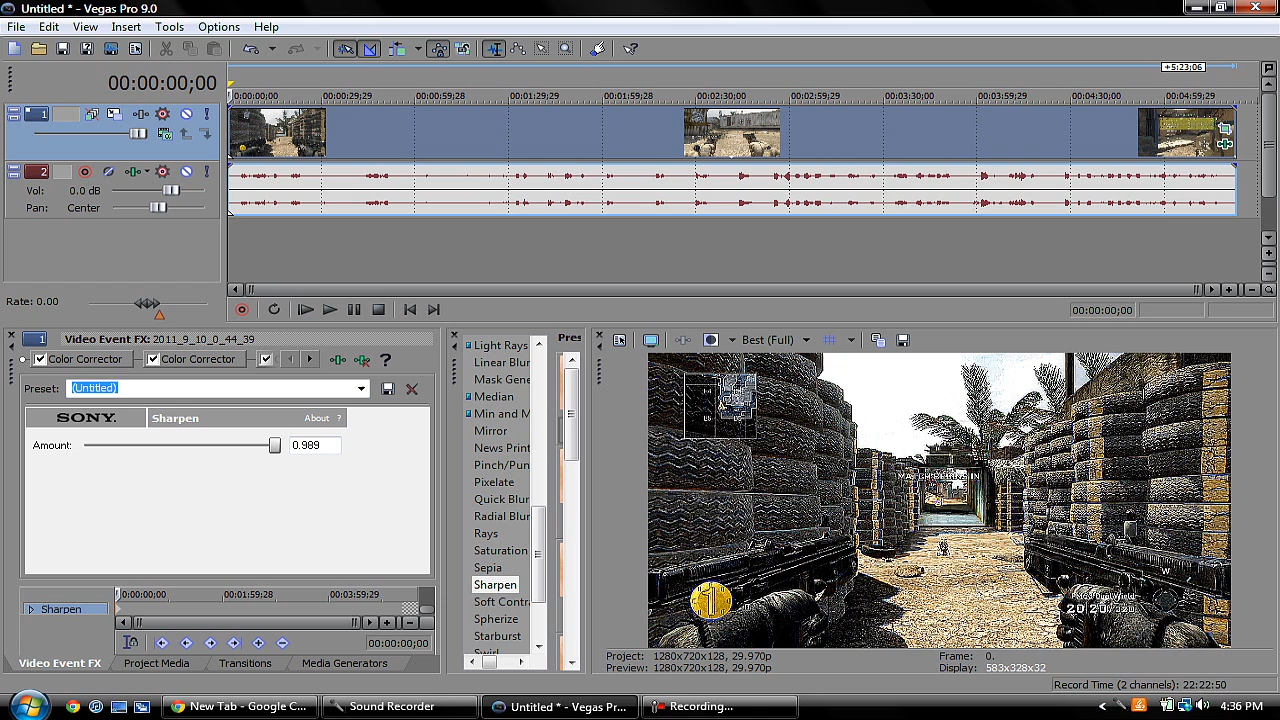 Untitled * - Vegas Pro 9.0
File Edit View Insert Tools Options Help
+5;23;06
00:00:00;00
0:00:00;00 00:00:29;29 00:00:59;28 00:01:29;29 00:01:59;28 00:02:30;00 00:02:59;29 00:03:30;00 00:03:59;29 00:04:30;00 00:04:59;29
1
2
Vol: 0.0 dB
Pan: Center
Rate: 0.00
00:00:00;00
1 Video Event FX: 2011_9_10_0_44_39
Color Corrector Color Corrector
Preset: (Untitled)
SONY. Sharpen About ?
Amount: 0.989
0:00:00;00 00:01:59;28 00:03:59;29
Sharpen
00:00:00;00
Video Event FX Project Media Transitions Media Generators
Pres
Light Rays
Linear Blur
Mask Gene
Median
Min and M
Mirror
News Print
Pinch/Pun
Pixelate
Quick Blur
Radial Blur
Rays
Saturation
Sepia
Sharpen
Soft Contr
Spherize
Starburst
Swirl
Best (Full)
1
W
20 20
Project: 1280x720x128, 29.970p Frame: 0,
Preview: 1280x720x128, 29.970p Display: 583x328x32
Record Time (2 channels): 22:22:50
New Tab - Google C... Sound Recorder Untitled * - Vegas Pr... Recording... 4:36 PM